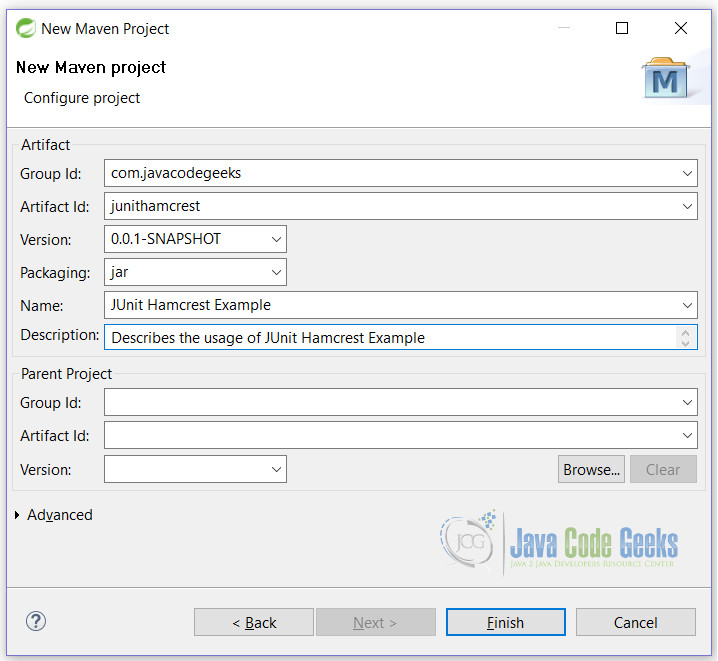 New Maven Project
New Maven project
Configure project
M
Artifact
Group Id: com.javacodegeeks
Artifact Id: junithamcrest
Version: 0.0.1-SNAPSHOT
Packaging: jar
Name: JUnit Hamcrest Example
Description: Describes the usage of JUnit Hamcrest Example
Parent Project
Group Id:
Artifact Id:
Version: Browse... Clear
Advanced
JCG Java Code Geeks
JAVA 2 JAVA DEVELOPERS RESOURCE CENTER
? < Back Next > Finish Cancel